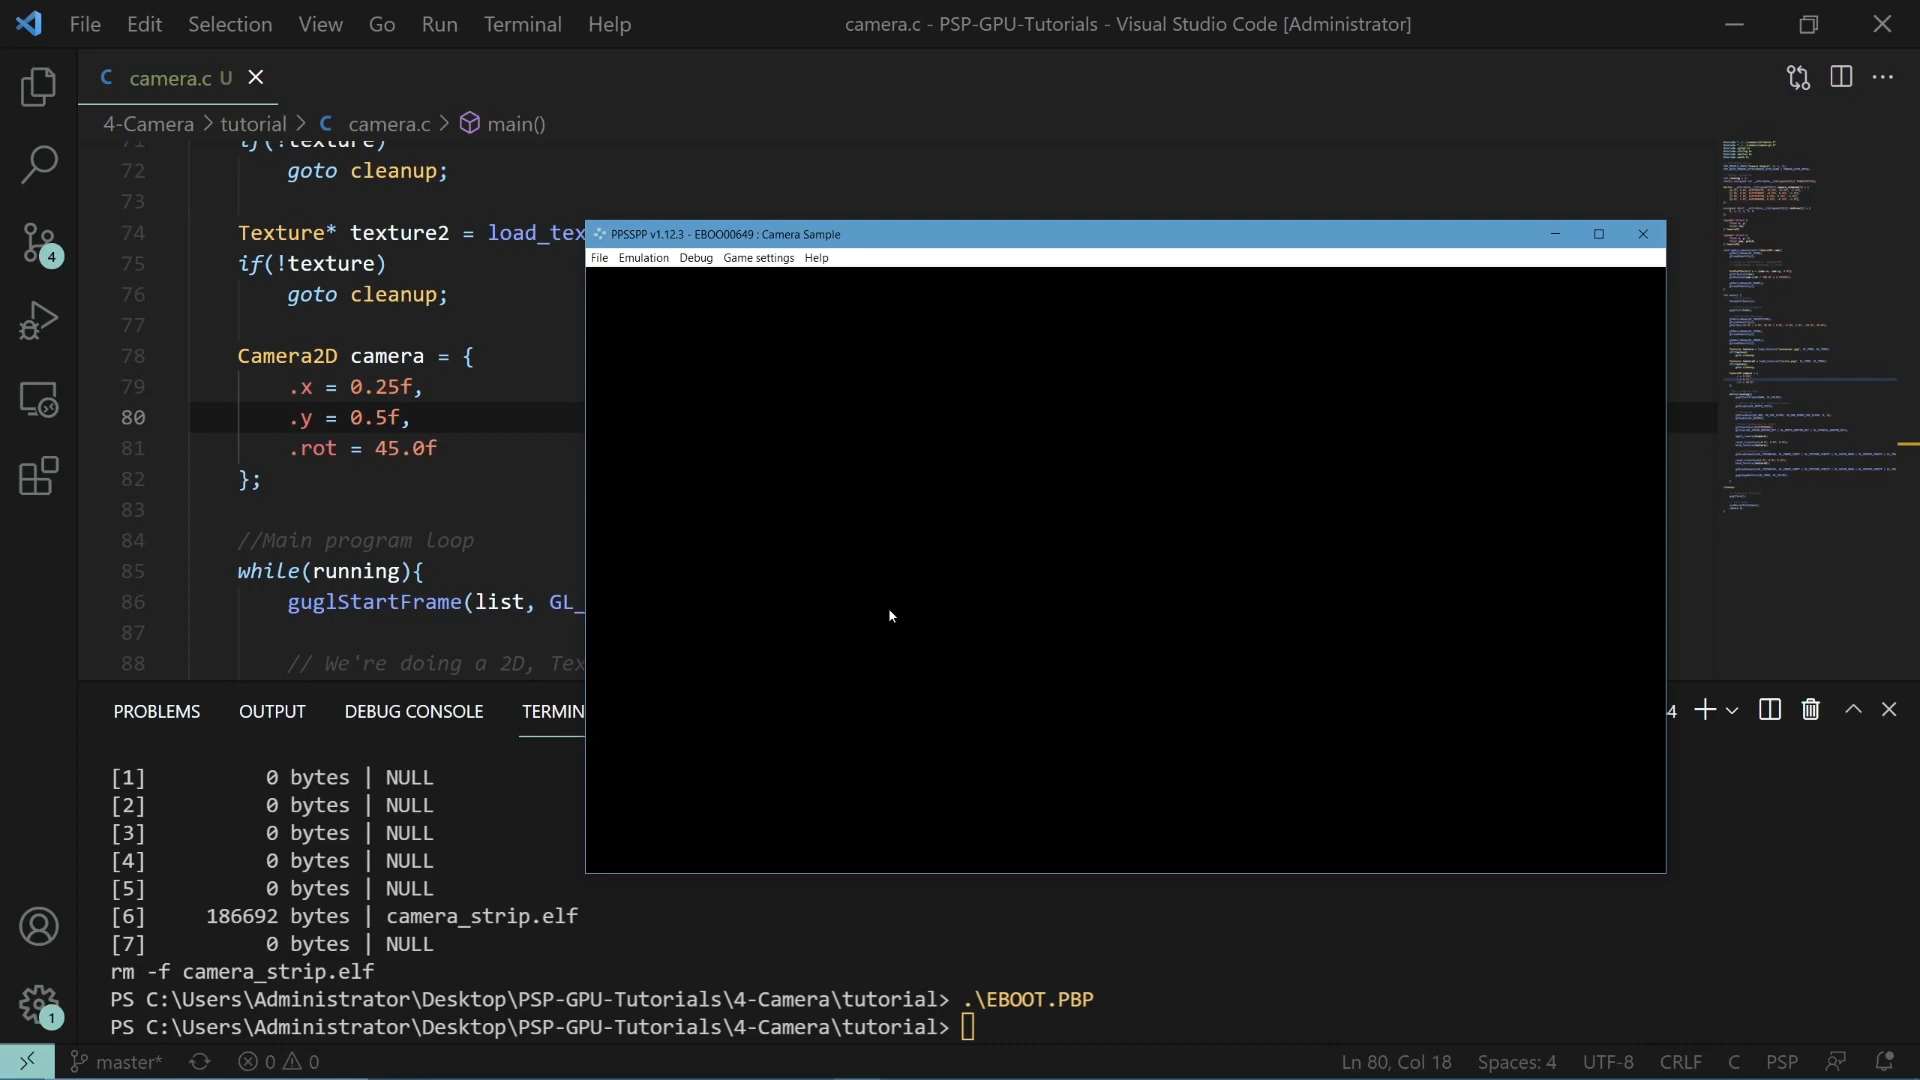 File Edit Selection View Go Run Terminal Help camera.c - PSP-GPU-Tutorials - Visual Studio Code [Administrator]
C camera.c U
4-Camera > tutorial > C camera.c > main()
71 if(!texture)
72 goto cleanup;
73
74 Texture* texture2 = load_tex
75 if(!texture)
76 goto cleanup;
77
78 Camera2D camera = {
79 .x = 0.25f,
80 .y = 0.5f,
81 .rot = 45.0f
82 };
83
84 //Main program loop
85 while(running){
86 guglStartFrame(list, GL_
87
88 // We're doing a 2D, Tex
PPSSPP v1.12.3 - EBOO00649 : Camera Sample
File Emulation Debug Game settings Help
4
1
PROBLEMS OUTPUT DEBUG CONSOLE TERMIN 4
[1] 0 bytes | NULL
[2] 0 bytes | NULL
[3] 0 bytes | NULL
[4] 0 bytes | NULL
[5] 0 bytes | NULL
[6] 186692 bytes | camera_strip.elf
[7] 0 bytes | NULL
rm -f camera_strip.elf
PS C:\Users\Administrator\Desktop\PSP-GPU-Tutorials\4-Camera\tutorial> .\EBOOT.PBP
PS C:\Users\Administrator\Desktop\PSP-GPU-Tutorials\4-Camera\tutorial>
master* 0 0 Ln 80, Col 18 Spaces: 4 UTF-8 CRLF C PSP